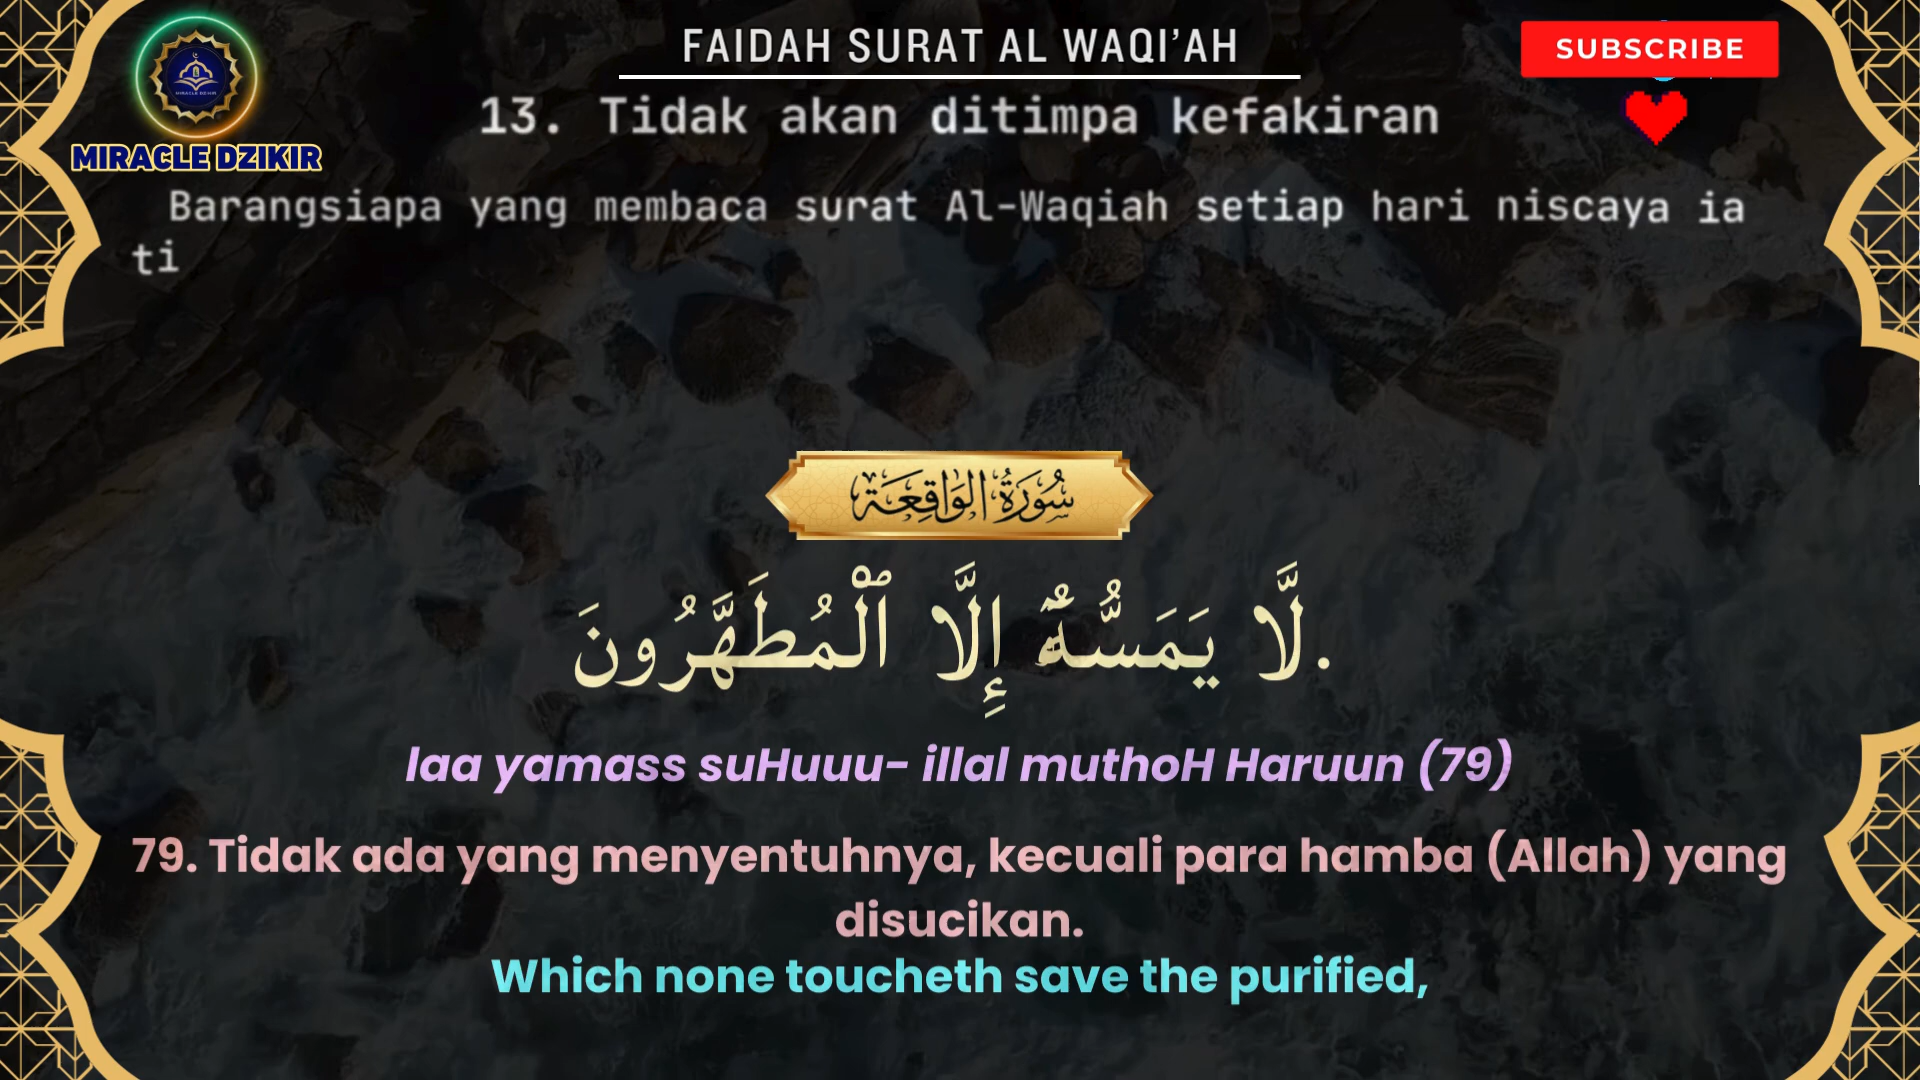 FAIDAH SURAT AL WAQI’AH
SUBSCRIBE
13. Tidak akan ditimpa kefakiran
MIRACLE DZIKIR
Barangsiapa yang membaca surat Al-Waqiah setiap hari niscaya ia
ti
سُورَةُ الوَاقِعَة
لَّا يَمَسُّهُۥٓ إِلَّا ٱلْمُطَهَّرُونَ.
laa yamass suHuuu- illal muthoH Haruun (79)
79. Tidak ada yang menyentuhnya, kecuali para hamba (Allah) yang
disucikan.
Which none toucheth save the purified,